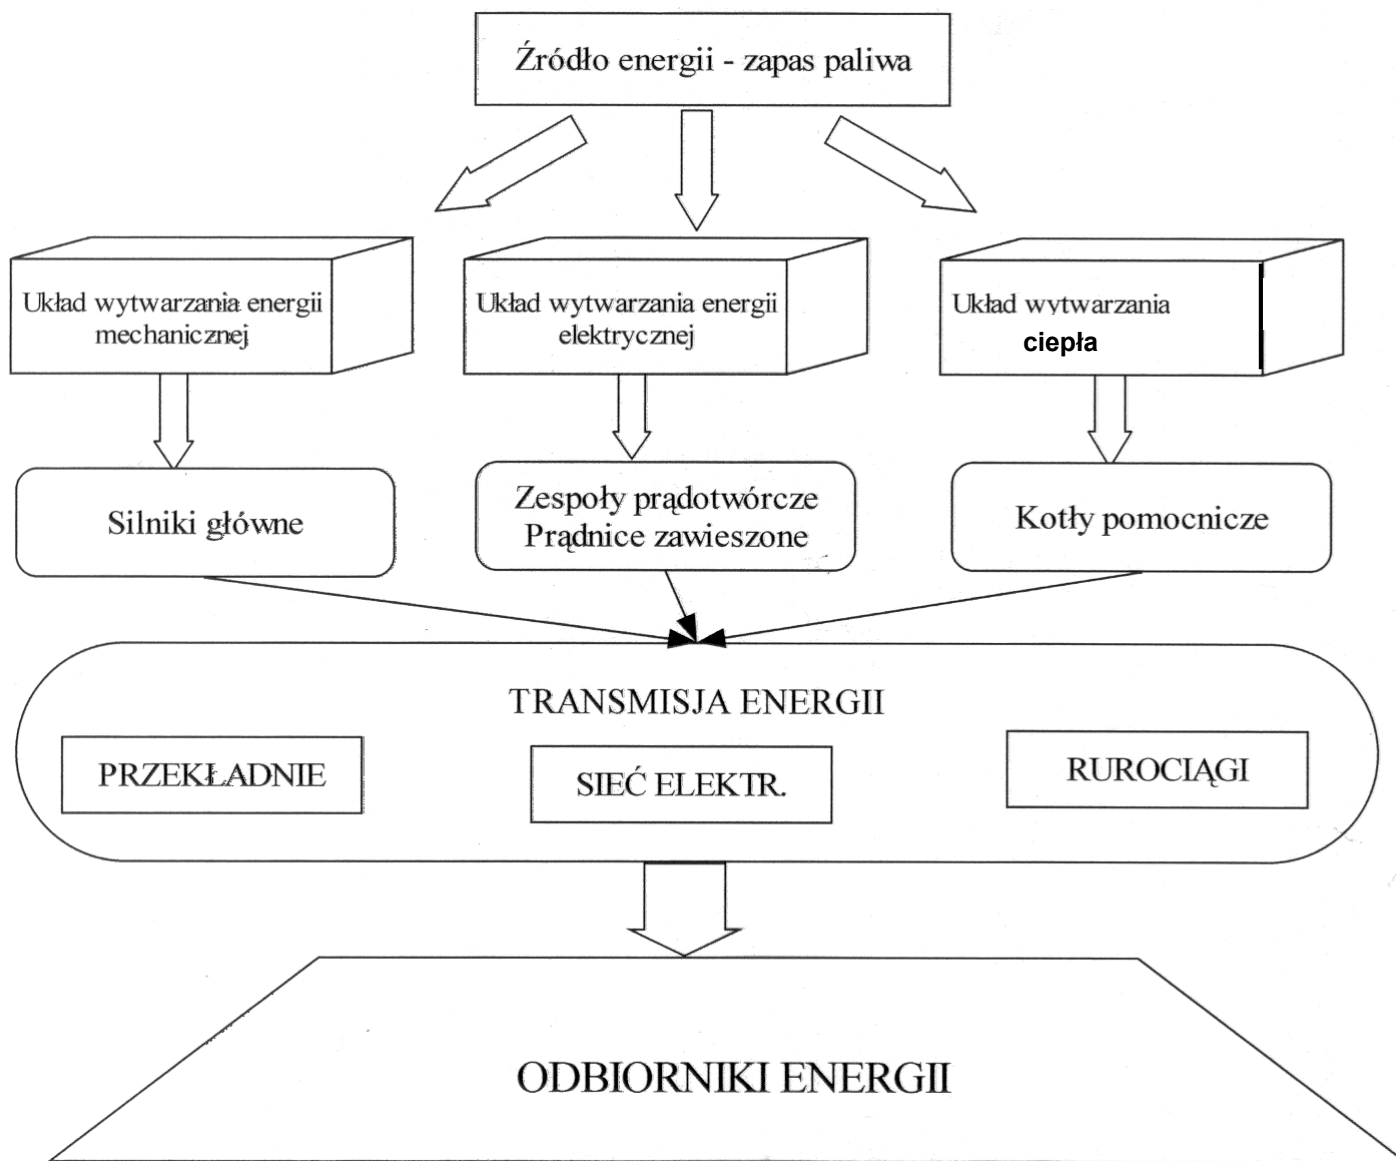 Źródło energii - zapas paliwa
Układ wytwarzania energii
mechanicznej
Układ wytwarzania energii
elektrycznej
Układ wytwarzania
ciepła
Silniki główne
Zespoły prądotwórcze
Prądnice zawieszone
Kotły pomocnicze
TRANSMISJA ENERGII
PRZEKŁADNIE
SIEĆ ELEKTR.
RUROCIĄGI
ODBIORNIKI ENERGII